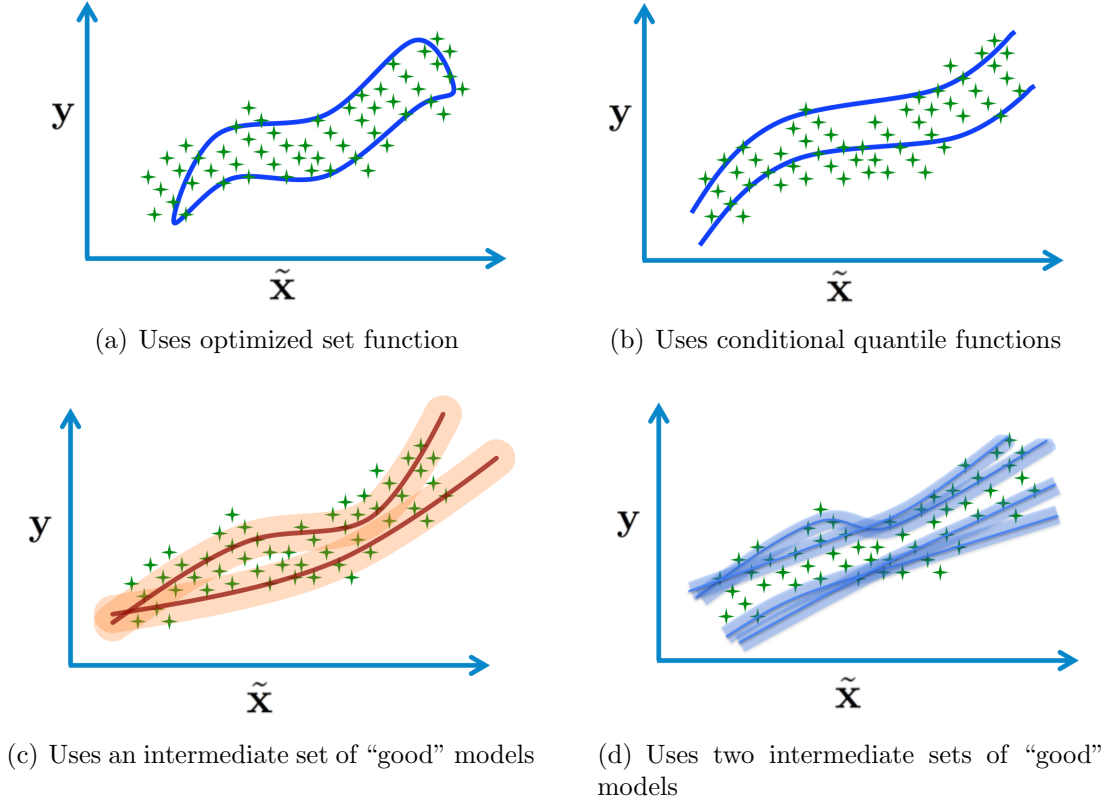 y
x̃
(a) Uses optimized set function
y
x̃
(b) Uses conditional quantile functions
y
x̃
(c) Uses an intermediate set of “good” models
y
x̃
(d) Uses two intermediate sets of “good”
models